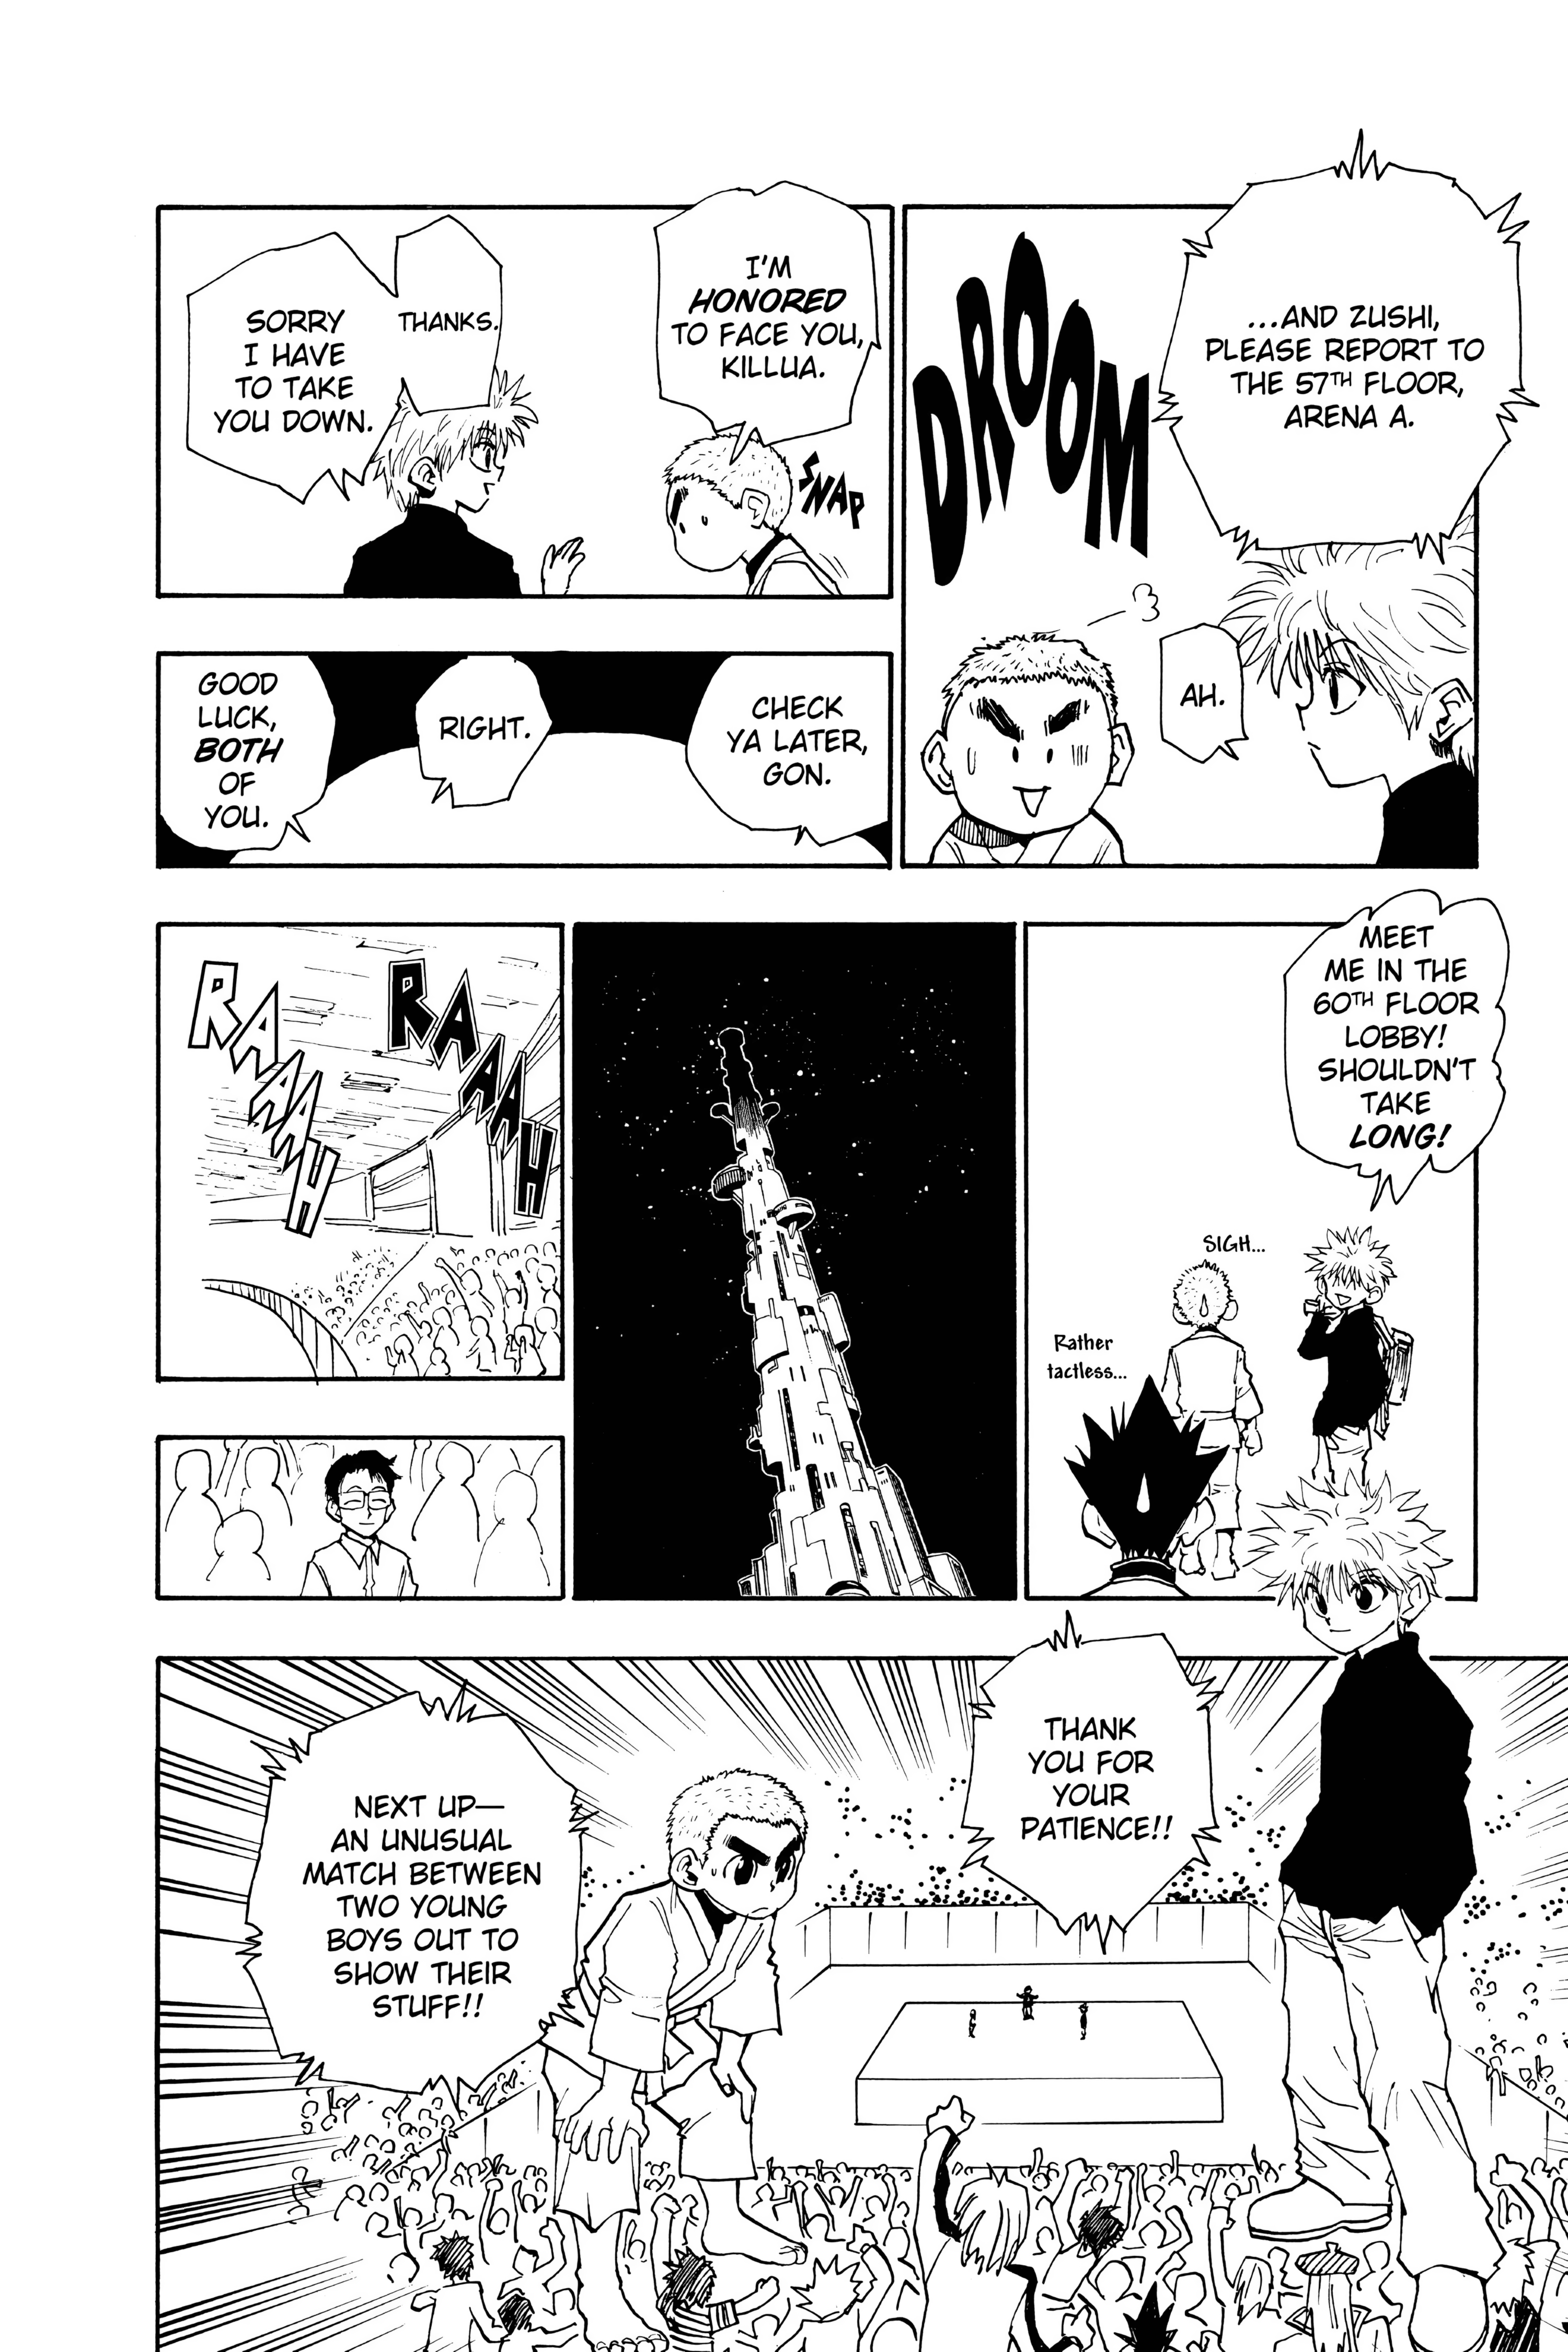 ...AND ZUSHI,
PLEASE REPORT TO
THE 57TH FLOOR,
ARENA A.
DROOM
AH.
I'M
HONORED
TO FACE YOU,
KILLUA.
SNAP
THANKS.
SORRY
I HAVE
TO TAKE
YOU DOWN.
CHECK
YA LATER,
GON.
RIGHT.
GOOD
LUCK,
BOTH
OF
YOU.
MEET
ME IN THE
60TH FLOOR
LOBBY!
SHOULDN'T
TAKE
LONG!
SIGH...
Rather
tactless...
RAAAAH
RAAAAH
THANK
YOU FOR
YOUR
PATIENCE!!
NEXT UP—
AN UNUSUAL
MATCH BETWEEN
TWO YOUNG
BOYS OUT TO
SHOW THEIR
STUFF!!